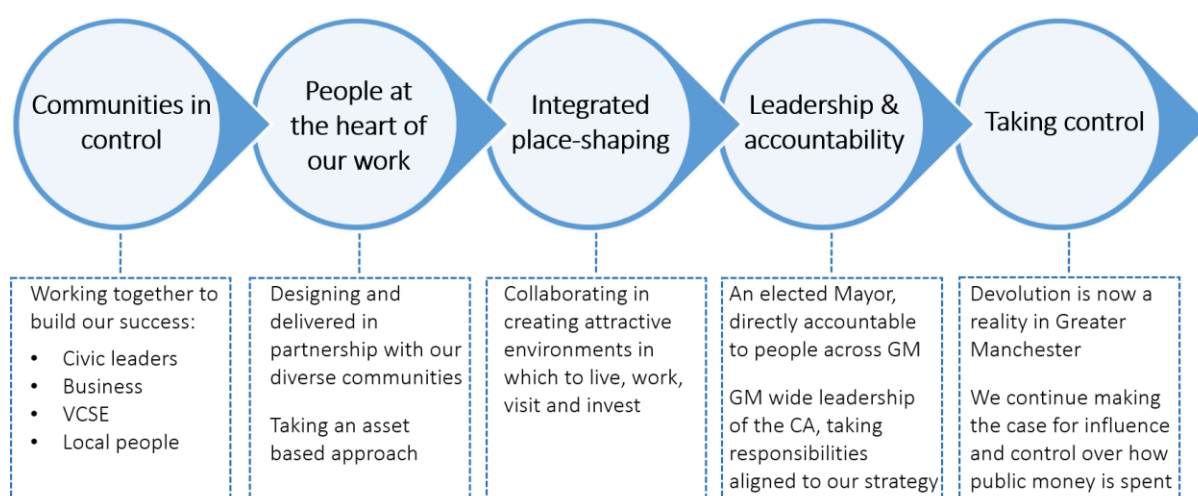 Communities in
control
People at
the heart of
our work
Integrated
place-shaping
Leadership &
accountability
Taking control
Working together to
build our success:
• Civic leaders
• Business
• VCSE
• Local people
Designing and
delivered in
partnership with our
diverse communities
Taking an asset
based approach
Collaborating in
creating attractive
environments in
which to live, work,
visit and invest
An elected Mayor,
directly accountable
to people across GM
GM wide leadership
of the CA, taking
responsibilities
aligned to our strategy
Devolution is now a
reality in Greater
Manchester
We continue making
the case for influence
and control over how
public money is spent